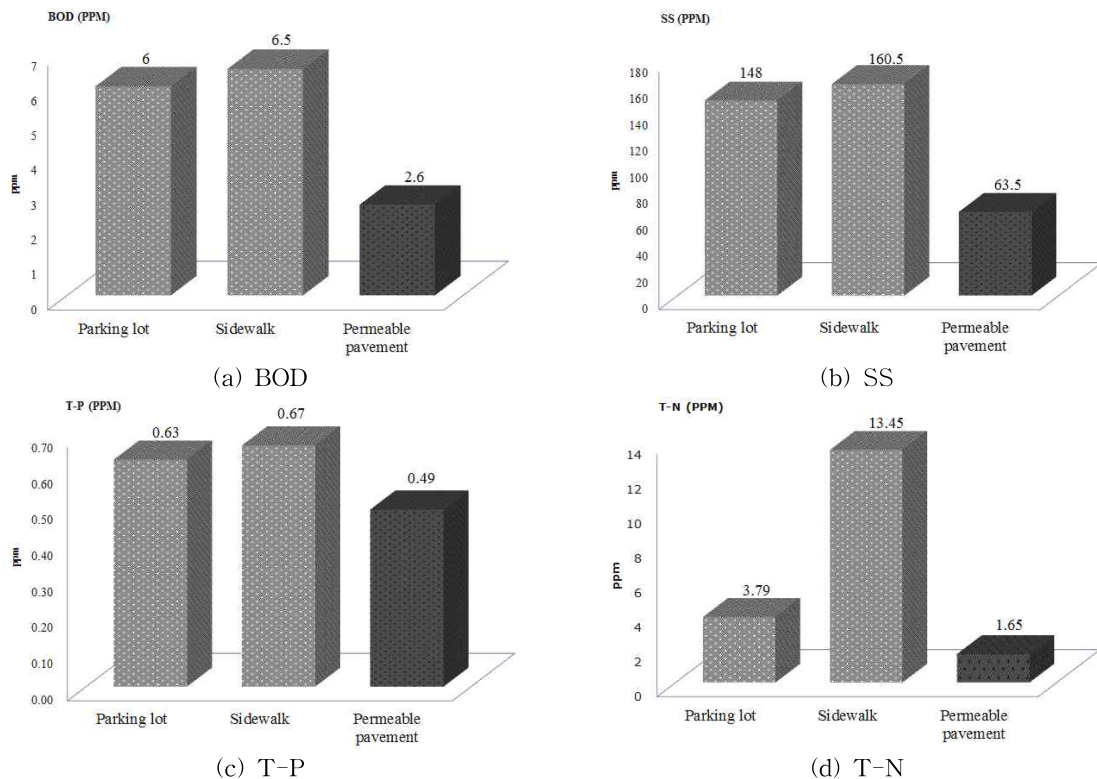 BOD (PPM)
7
6
5
4
3
2
1
0
ppm
6
6.5
2.6
Parking lot
Sidewalk
Permeable
pavement
(a) BOD
SS (PPM)
180
160
140
120
100
80
60
40
20
0
ppm
148
160.5
63.5
Parking lot
Sidewalk
Permeable
pavement
(b) SS
T-P (PPM)
0.70
0.60
0.50
0.40
0.30
0.20
0.10
0.00
ppm
0.63
0.67
0.49
Parking lot
Sidewalk
Permeable
pavement
(c) T-P
T-N (PPM)
14
12
10
8
6
4
2
0
ppm
3.79
13.45
1.65
Parking lot
Sidewalk
Permeable
pavement
(d) T-N